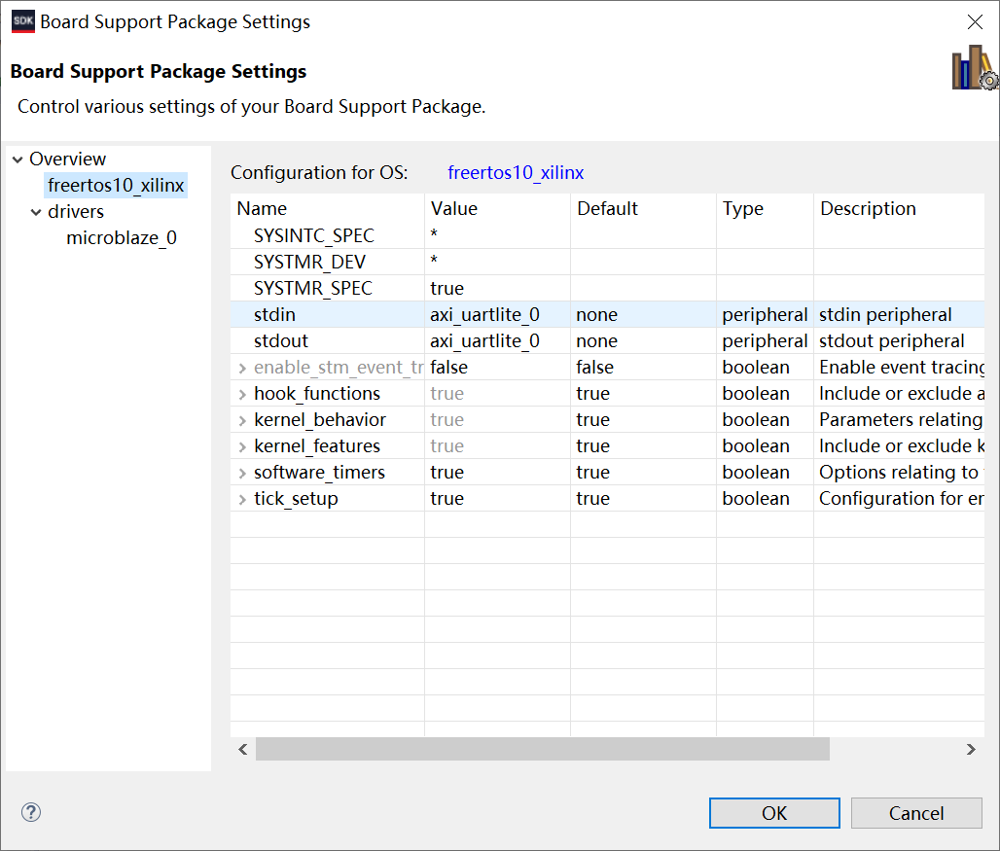 SDK Board Support Package Settings
Board Support Package Settings
Control various settings of your Board Support Package.
Overview
freertos10_xilinx
drivers
microblaze_0
Configuration for OS: freertos10_xilinx
Name Value Default Type Description
SYSINTC_SPEC *
SYSTMR_DEV *
SYSTMR_SPEC true
stdin axi_uartlite_0 none peripheral stdin peripheral
stdout axi_uartlite_0 none peripheral stdout peripheral
enable_stm_event_tr false false boolean Enable event tracing
hook_functions true true boolean Include or exclude a
kernel_behavior true true boolean Parameters relating
kernel_features true true boolean Include or exclude k
software_timers true true boolean Options relating to
tick_setup true true boolean Configuration for er
?
OK Cancel